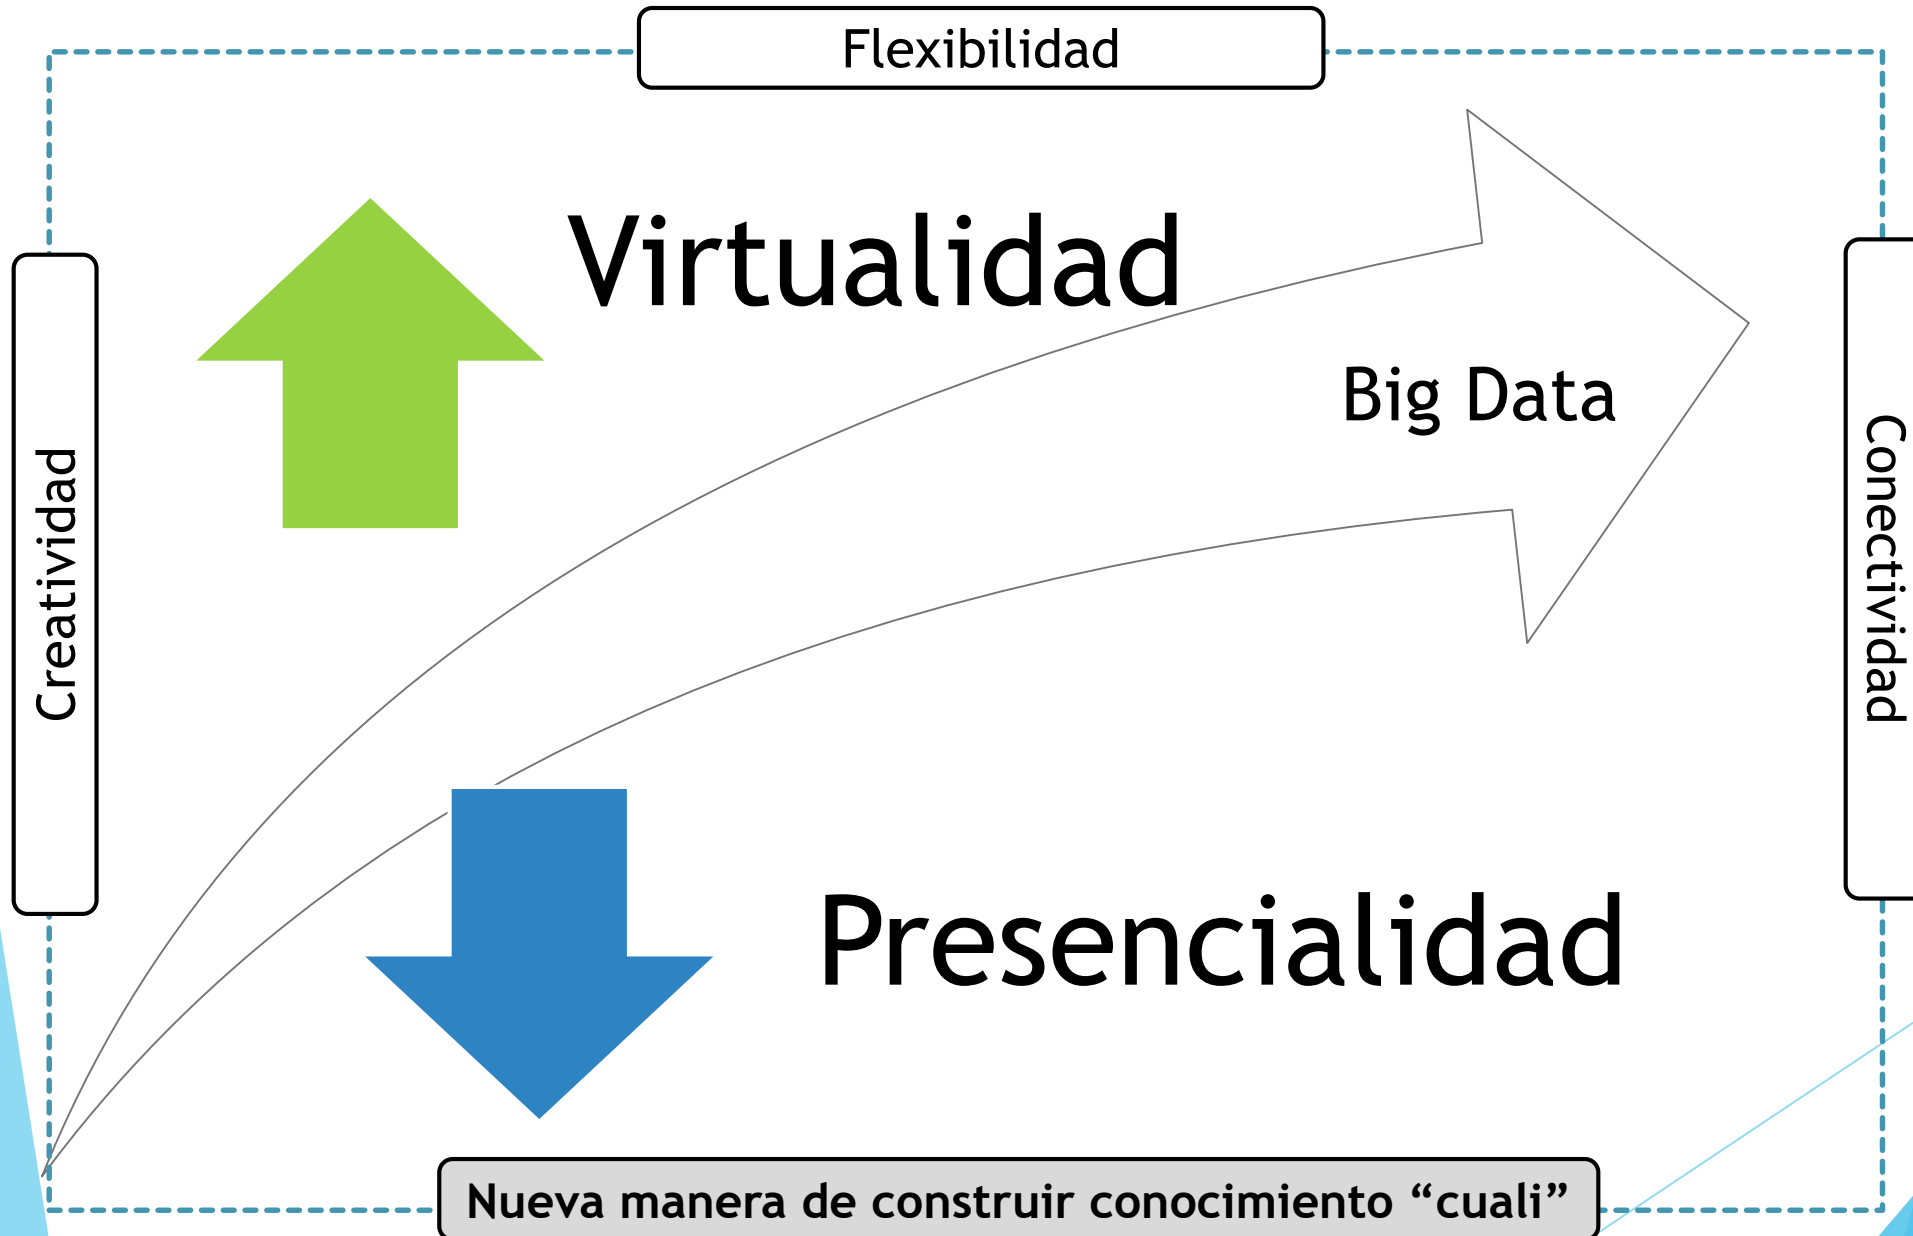 Flexibilidad
Virtualidad
Big Data
Creatividad
Conectividad
Presencialidad
Nueva manera de construir conocimiento “cuali”